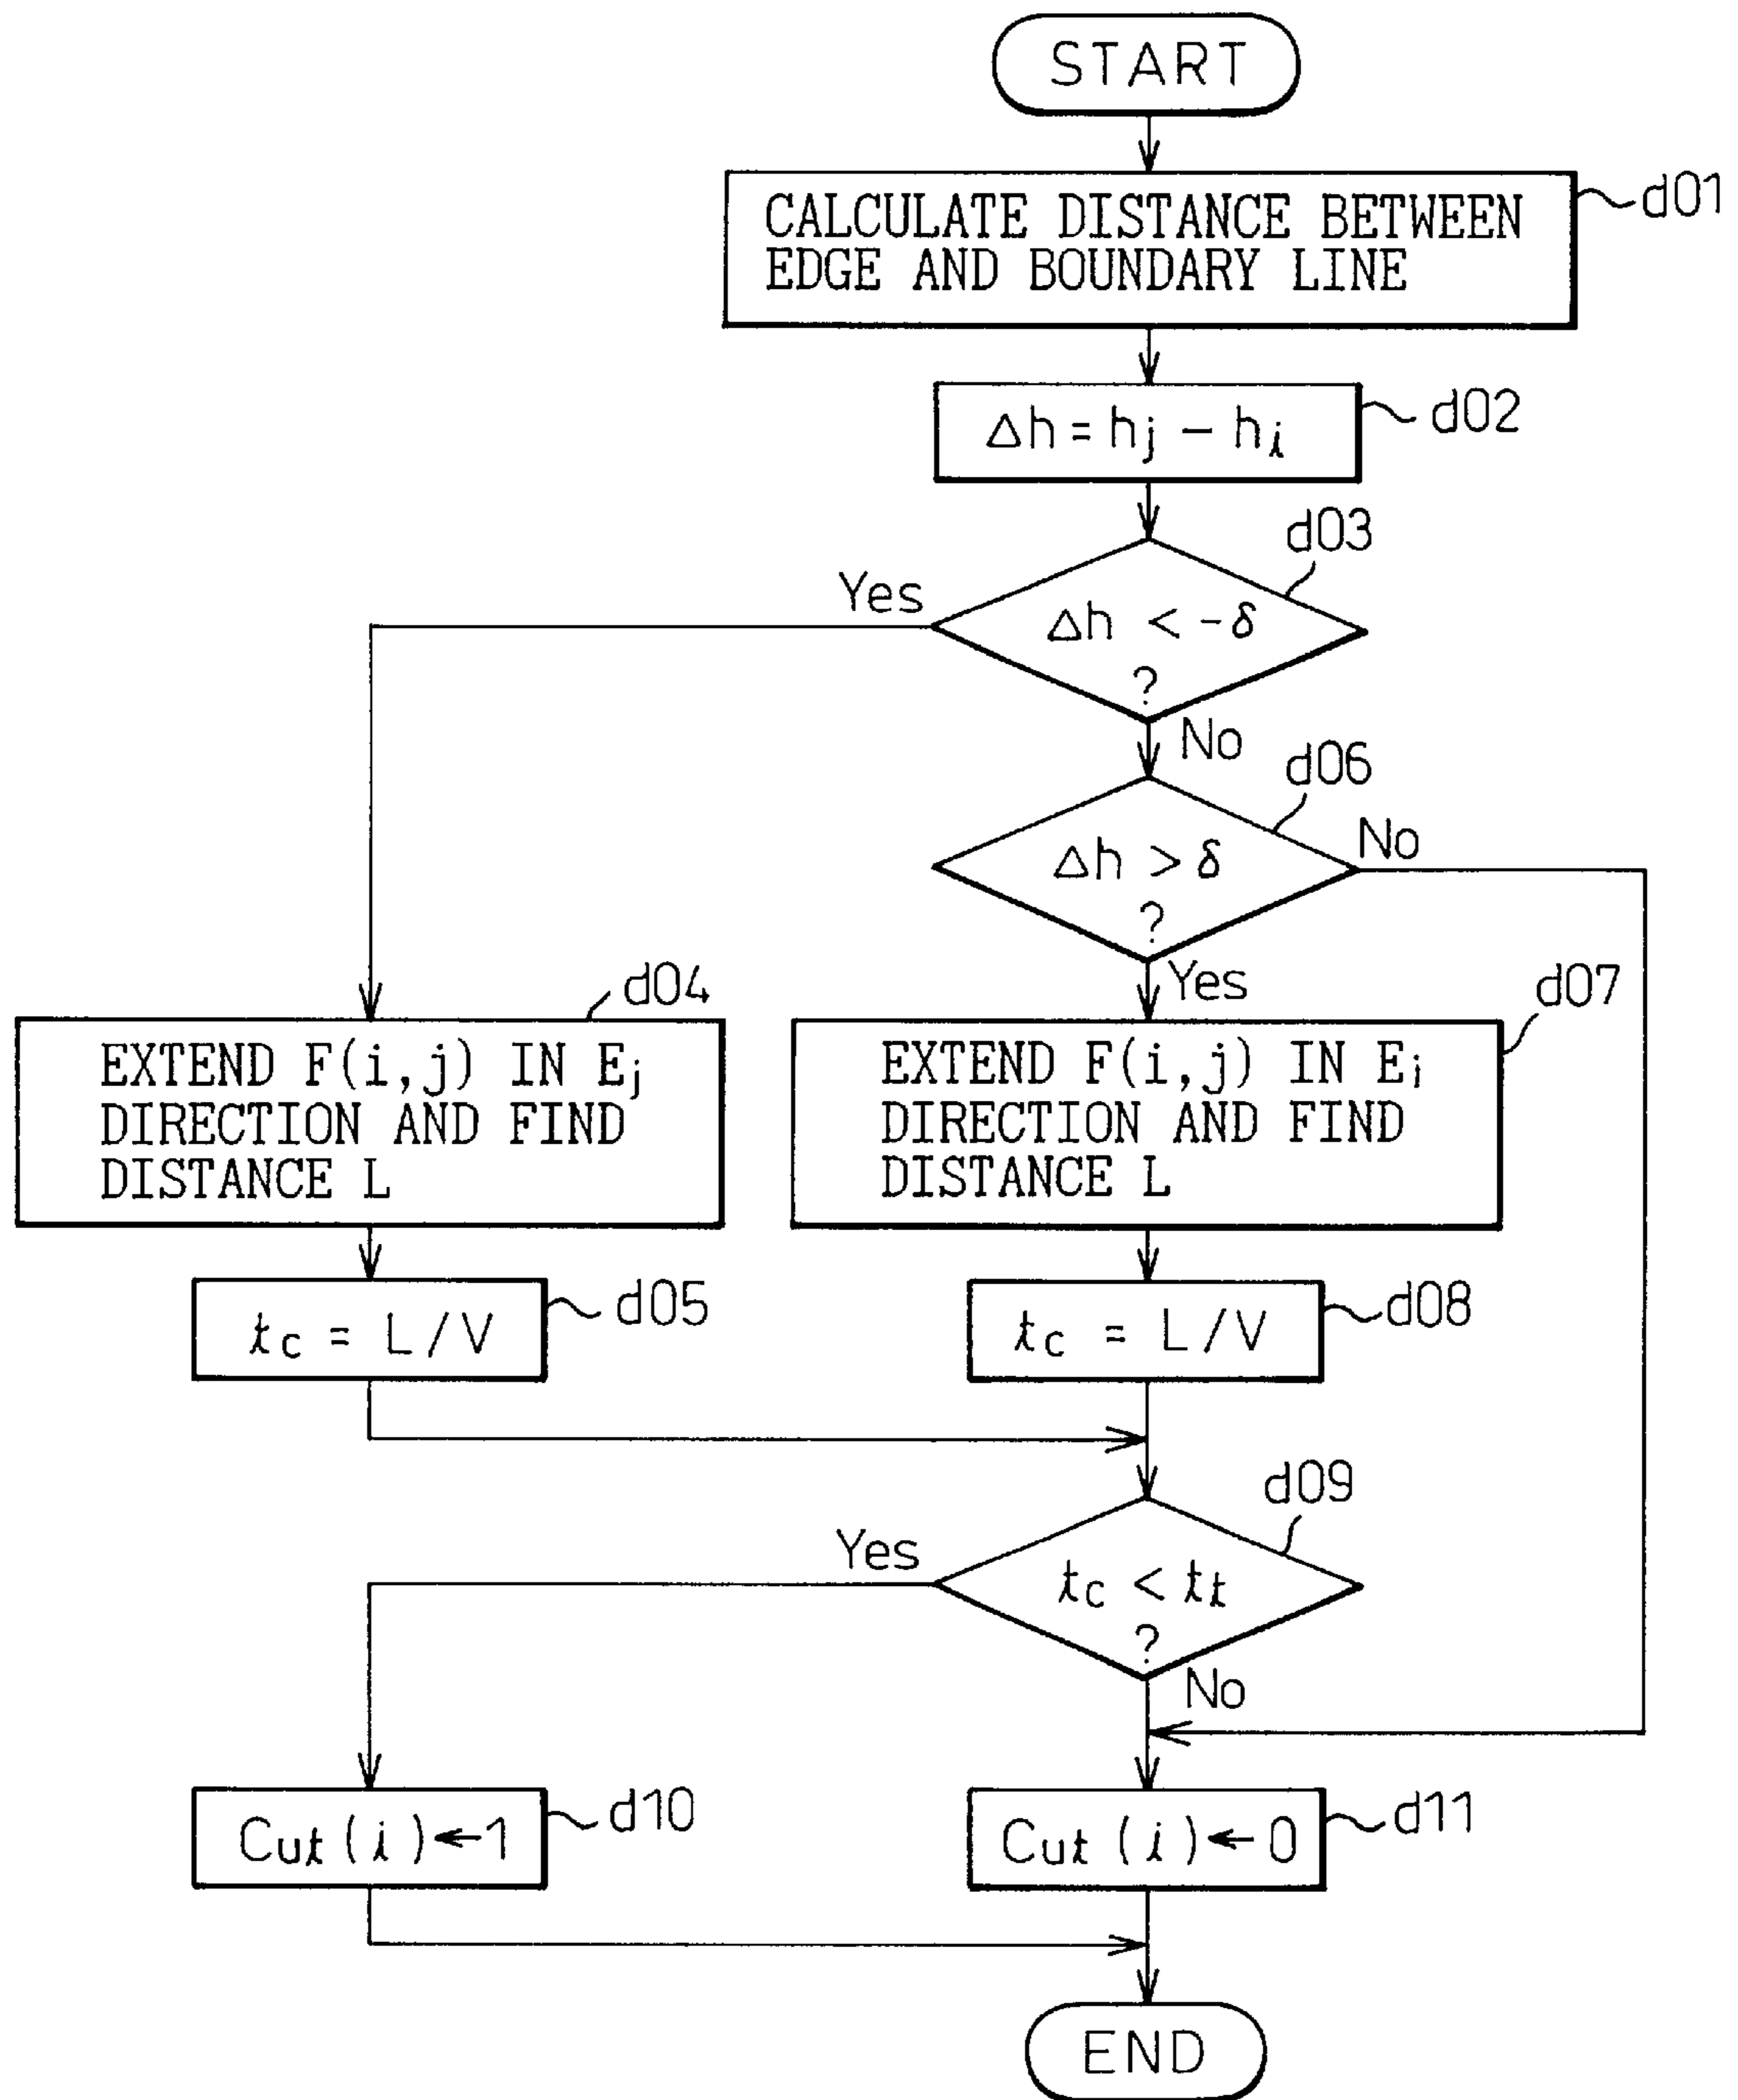 START
CALCULATE DISTANCE BETWEEN
EDGE AND BOUNDARY LINE
d01
Δh = hj − hi
d02
d03
Yes
Δh < -δ
?
No
d06
Δh > δ
?
No
Yes
d04
EXTEND F(i,j) IN Ej
DIRECTION AND FIND
DISTANCE L
d07
EXTEND F(i,j) IN Ei
DIRECTION AND FIND
DISTANCE L
tc = L/V
d05
tc = L/V
d08
d09
Yes
tc < tt
?
No
Cut (i)←1
d10
Cut (i)←0
d11
END